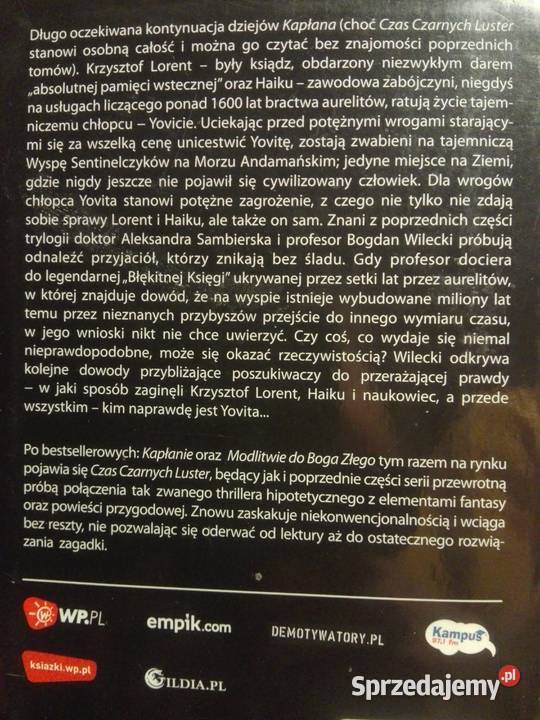 Długo oczekiwana kontynuacja dziejów Kapłana (choć Czas Czarnych Luster
stanowi osobną całość i można go czytać bez znajomości poprzednich
tomów). Krzysztof Lorent – były ksiądz, obdarzony niezwykłym darem
„absolutnej pamięci wstecznej” oraz Haiku – zawodowa zabójczyni, niegdyś
na usługach liczącego ponad 1600 lat bractwa aurelitów, ratują życie tajem-
niczemu chłopcu – Yovicie. Uciekając przed potężnymi wrogami starający-
mi się za wszelką cenę unicestwić Yovitę, zostają zwabieni na tajemniczą
Wyspę Sentinelczyków na Morzu Andamańskim; jedyne miejsce na Ziemi,
gdzie nigdy jeszcze nie pojawił się cywilizowany człowiek. Dla wrogów
chłopca Yovita stanowi potężne zagrożenie, z czego nie tylko nie zdają
sobie sprawy Lorent i Haiku, ale także on sam. Znani z poprzednich części
trylogii doktor Aleksandra Sambierska i profesor Bogdan Wilecki próbują
odnaleźć przyjaciół, którzy znikają bez śladu. Gdy profesor dociera
do legendarnej „Błękitnej Księgi” ukrywanej przez setki lat przez aurelitów,
w której znajduje dowód, że na wyspie istnieje wybudowane miliony lat
temu przez nieznanych przybyszów przejście do innego wymiaru czasu,
w jego wnioski nikt nie chce uwierzyć. Czy coś, co wydaje się niemal
nieprawdopodobne, może się okazać rzeczywistością? Wilecki odkrywa
kolejne dowody przybliżające poszukiwaczy do przerażającej prawdy
– w jaki sposób zaginęli Krzysztof Lorent, Haiku i naukowiec, a przede
wszystkim – kim naprawdę jest Yovita...
Po bestsellerowych: Kapłanie oraz Modlitwie do Boga Złego tym razem na rynku
pojawia się Czas Czarnych Luster, będący jak i poprzednie części serii przewrotną
próbą połączenia tak zwanego thrillera hipotetycznego z elementami fantasy
oraz powieści przygodowej. Znowu zaskakuje niekonwencjonalnością i wciąga
bez reszty, nie pozwalając się oderwać od lektury aż do ostatecznego rozwią-
zania zagadki.
WP.PL
empik.com
DEMOTYWATORY.PL
Kampus
97,1 fm
ksiazki.wp.pl
GILDIA.PL
Sprzedajemy.pl